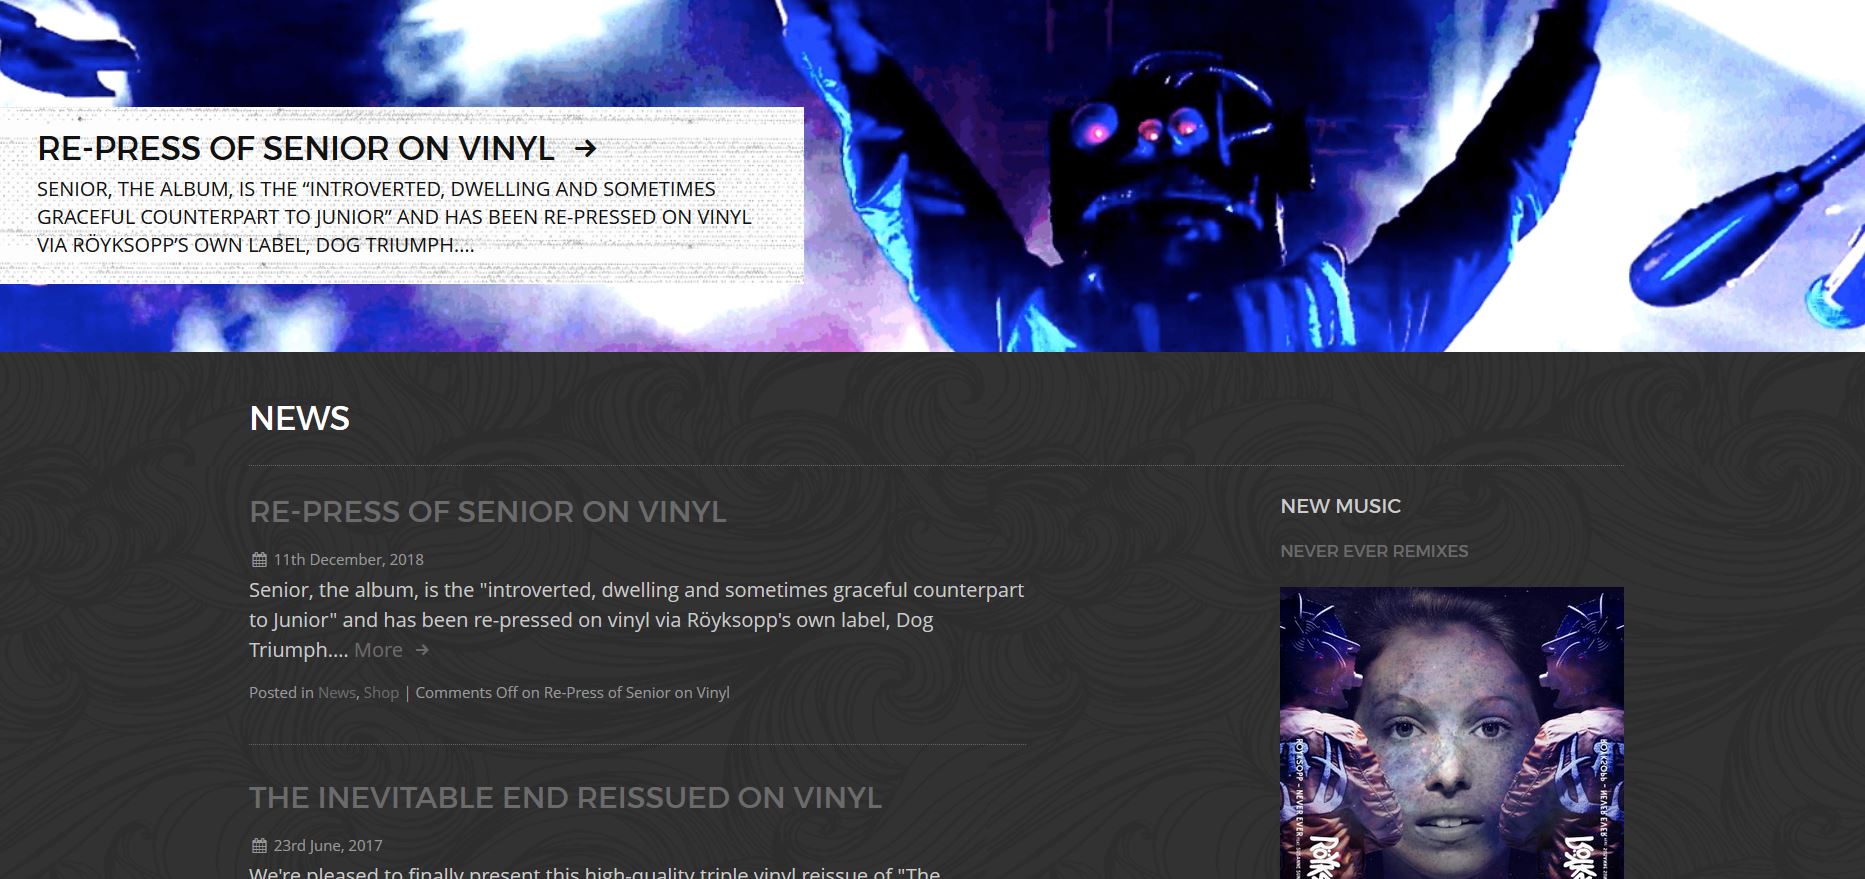 RE-PRESS OF SENIOR ON VINYL →
SENIOR, THE ALBUM, IS THE “INTROVERTED, DWELLING AND SOMETIMES
GRACEFUL COUNTERPART TO JUNIOR” AND HAS BEEN RE-PRESSED ON VINYL
VIA RÖYKSOPP’S OWN LABEL, DOG TRIUMPH....
NEWS
RE-PRESS OF SENIOR ON VINYL
11th December, 2018
Senior, the album, is the "introverted, dwelling and sometimes graceful counterpart
to Junior" and has been re-pressed on vinyl via Röyksopp's own label, Dog
Triumph.... More →
Posted in News, Shop | Comments Off on Re-Press of Senior on Vinyl
THE INEVITABLE END REISSUED ON VINYL
23rd June, 2017
We're pleased to finally present this high-quality triple vinyl reissue of "The
NEW MUSIC
NEVER EVER REMIXES
RÖYKSOPP - NEVER EVER